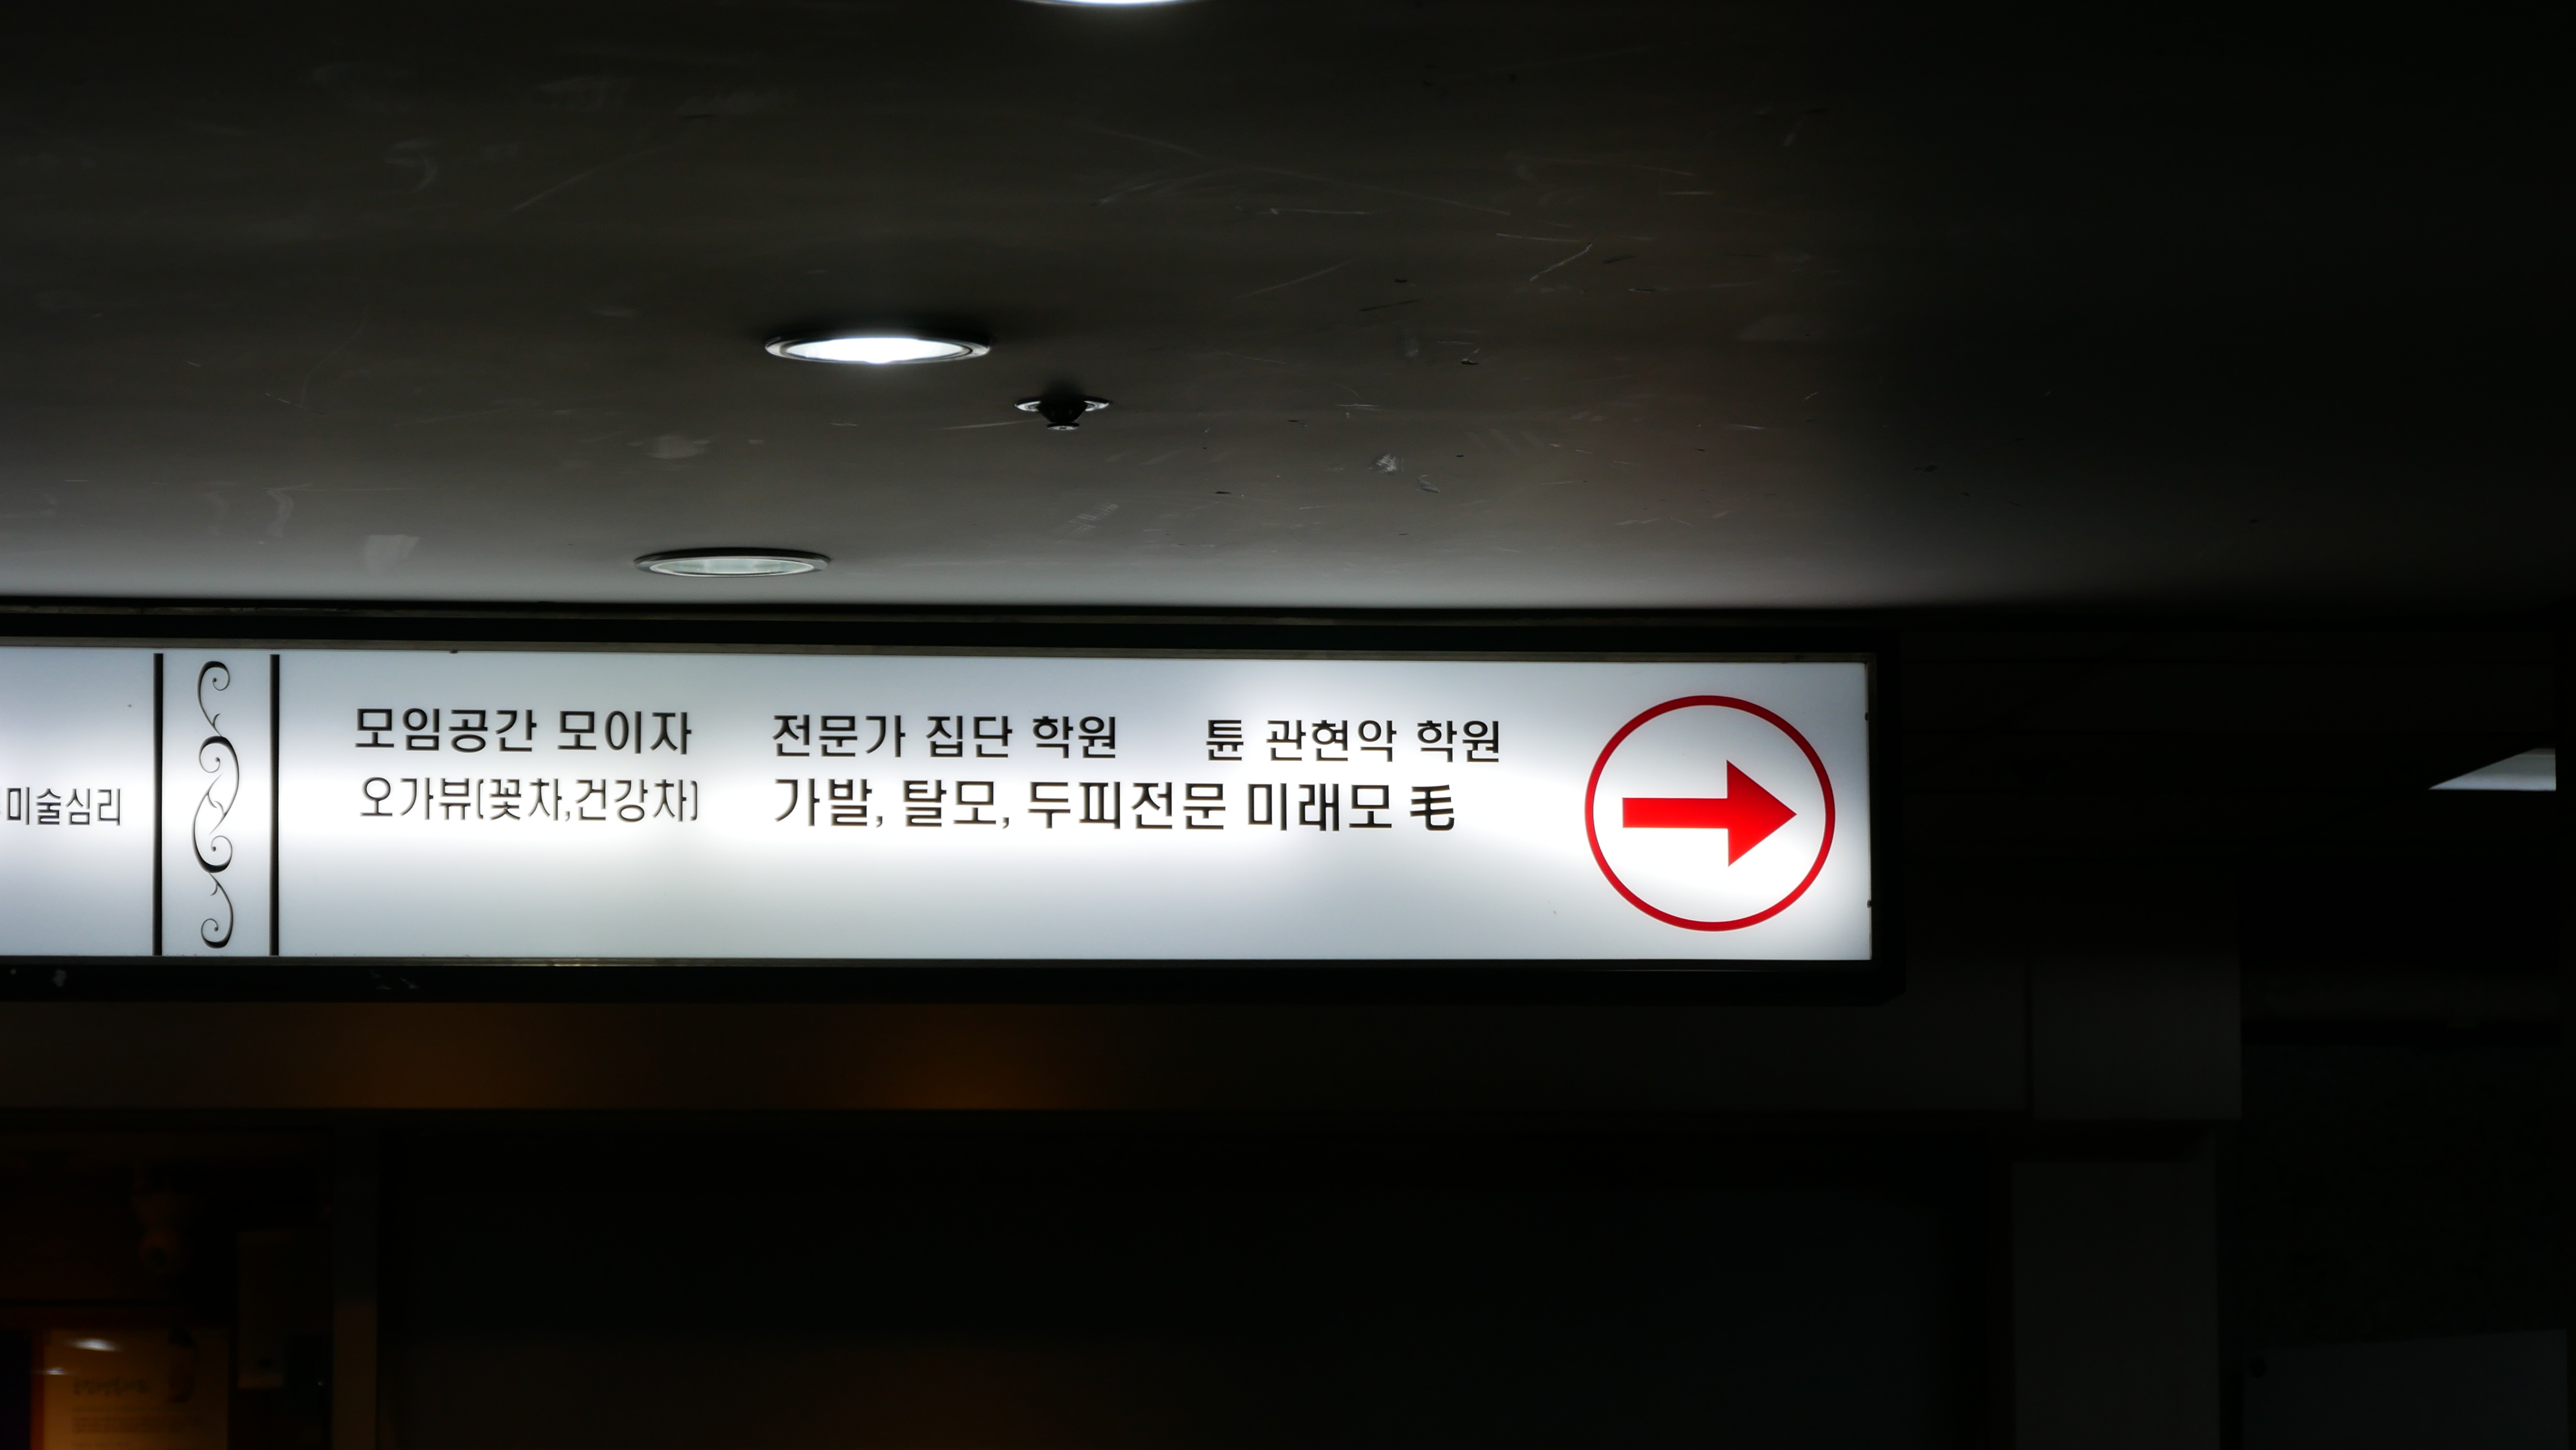 미술심리
모임공간 모이자
오가뷰(꽃차,건강차)
전문가 집단 학원
튠 관현악 학원
가발, 탈모, 두피전문 미래모 毛